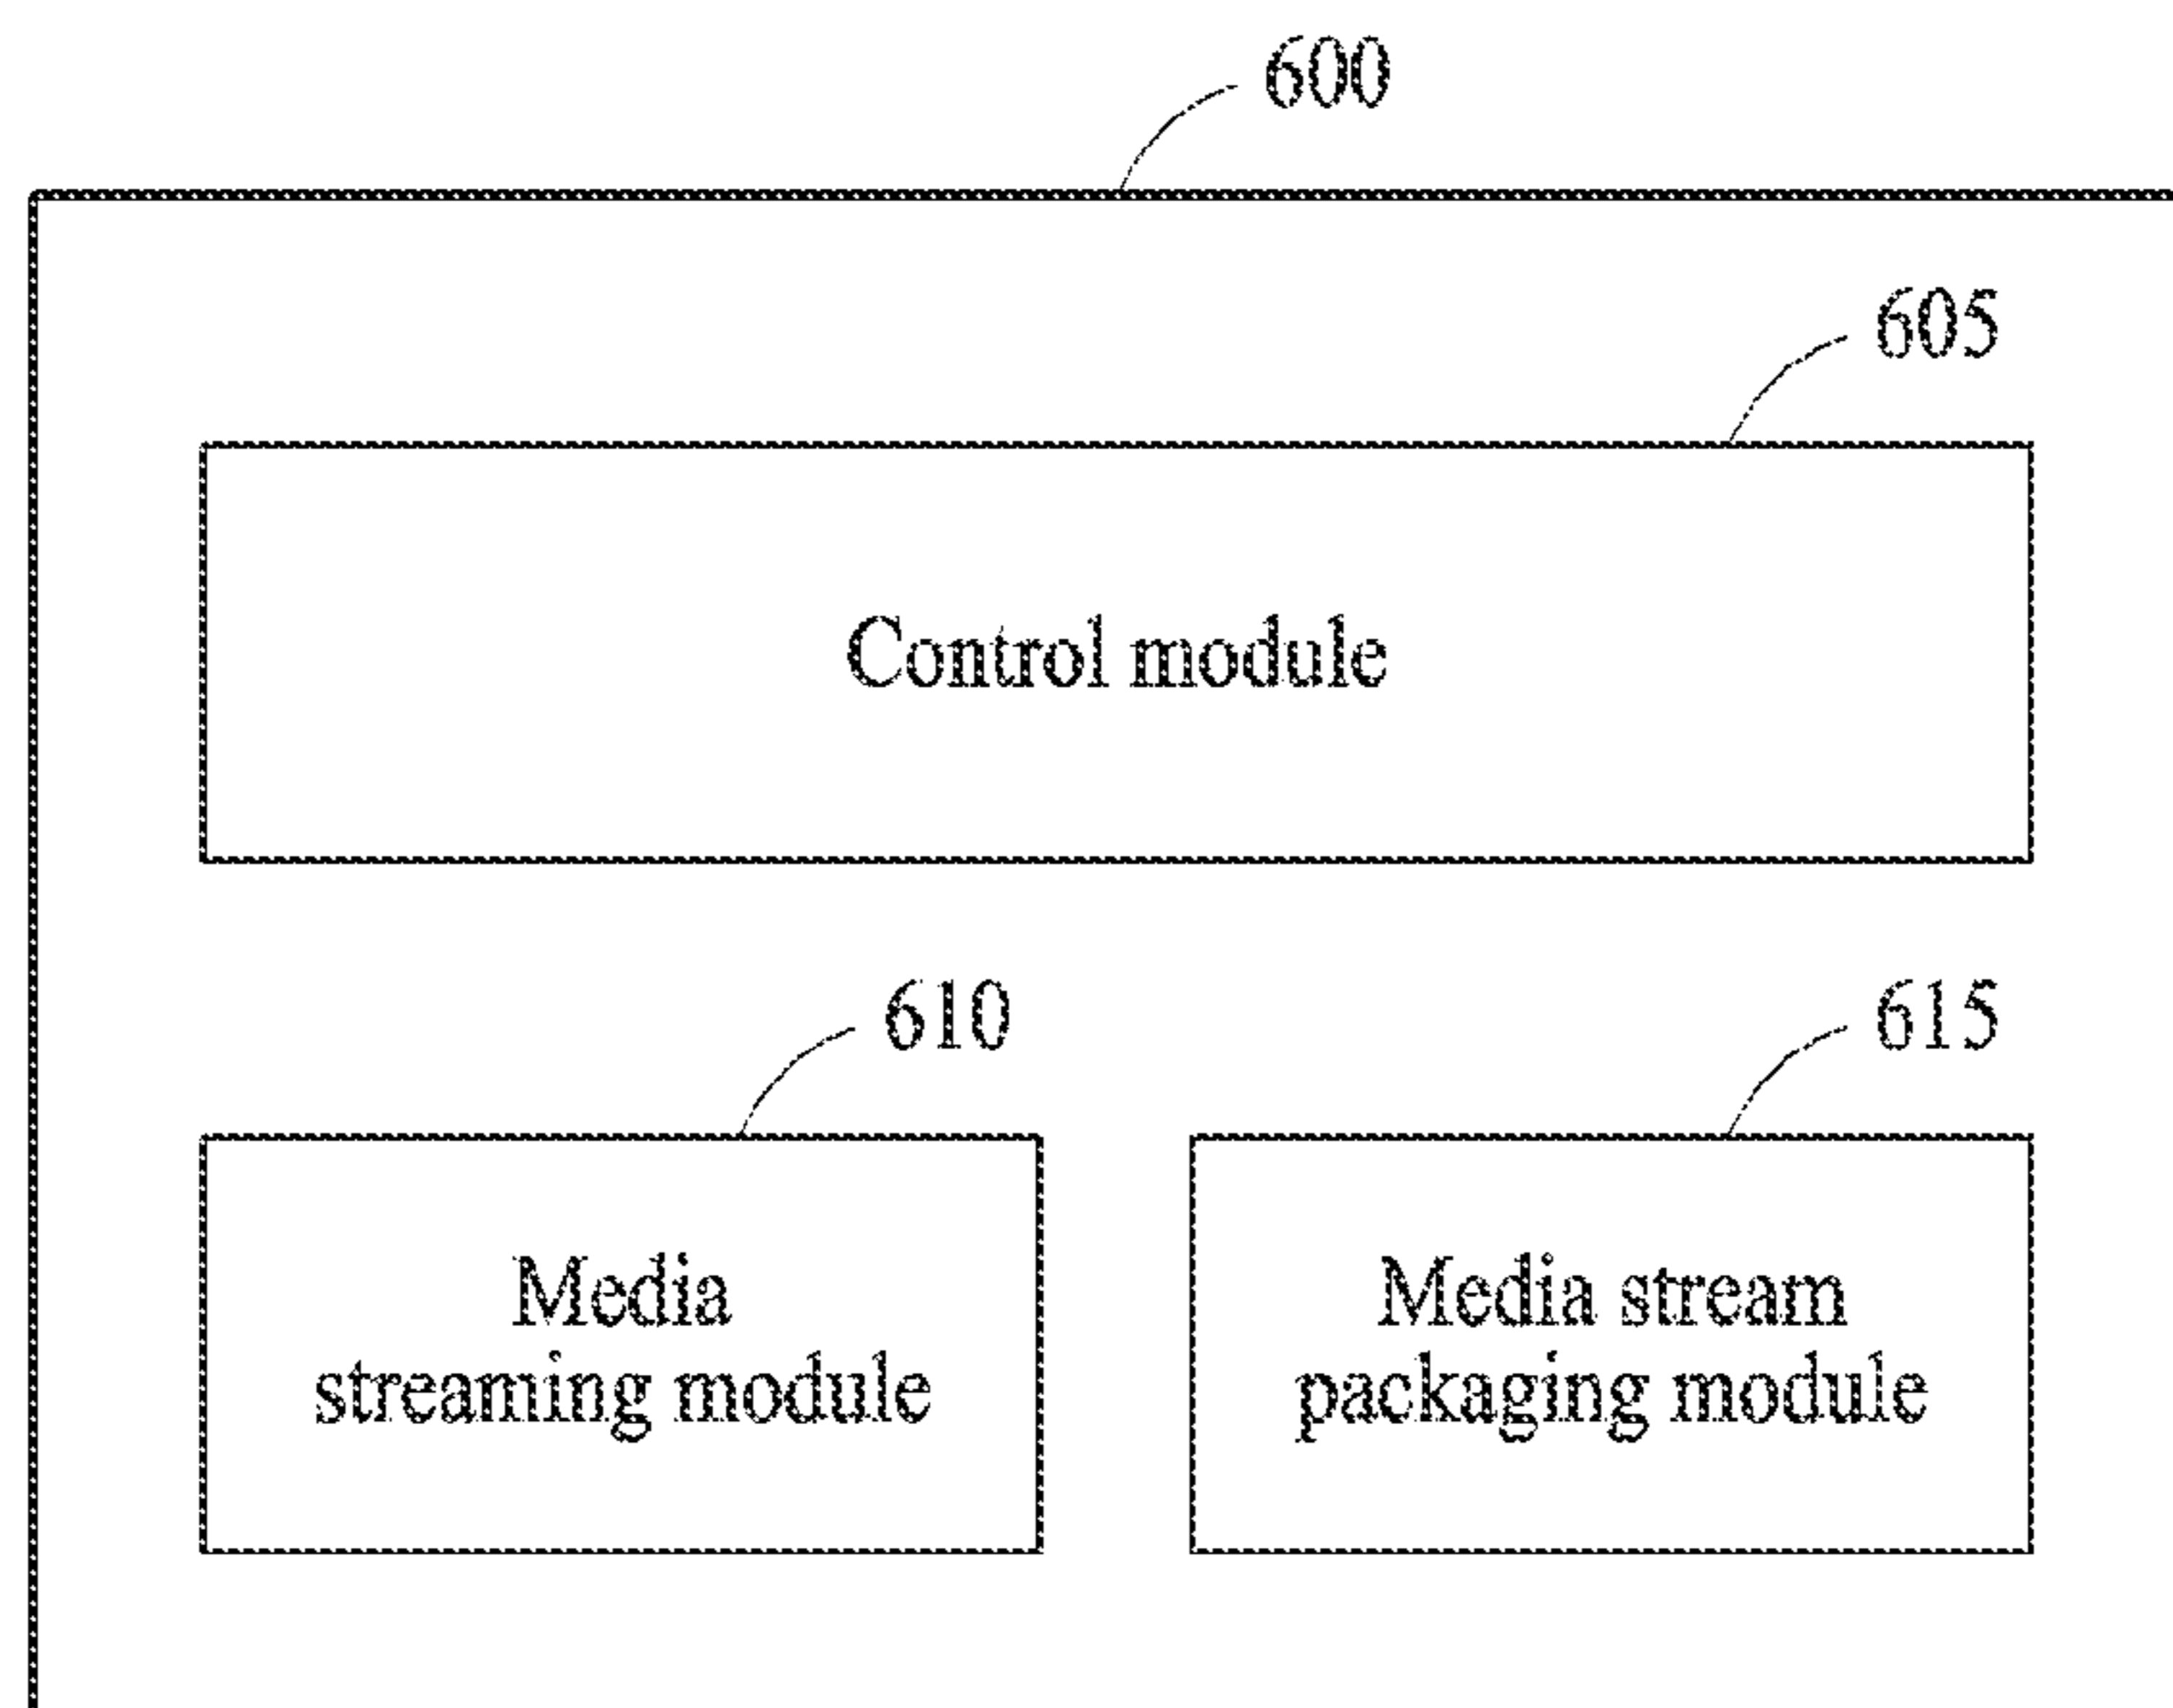 600
605
Control module
610
615
Media
streaming module
Media stream
packaging module